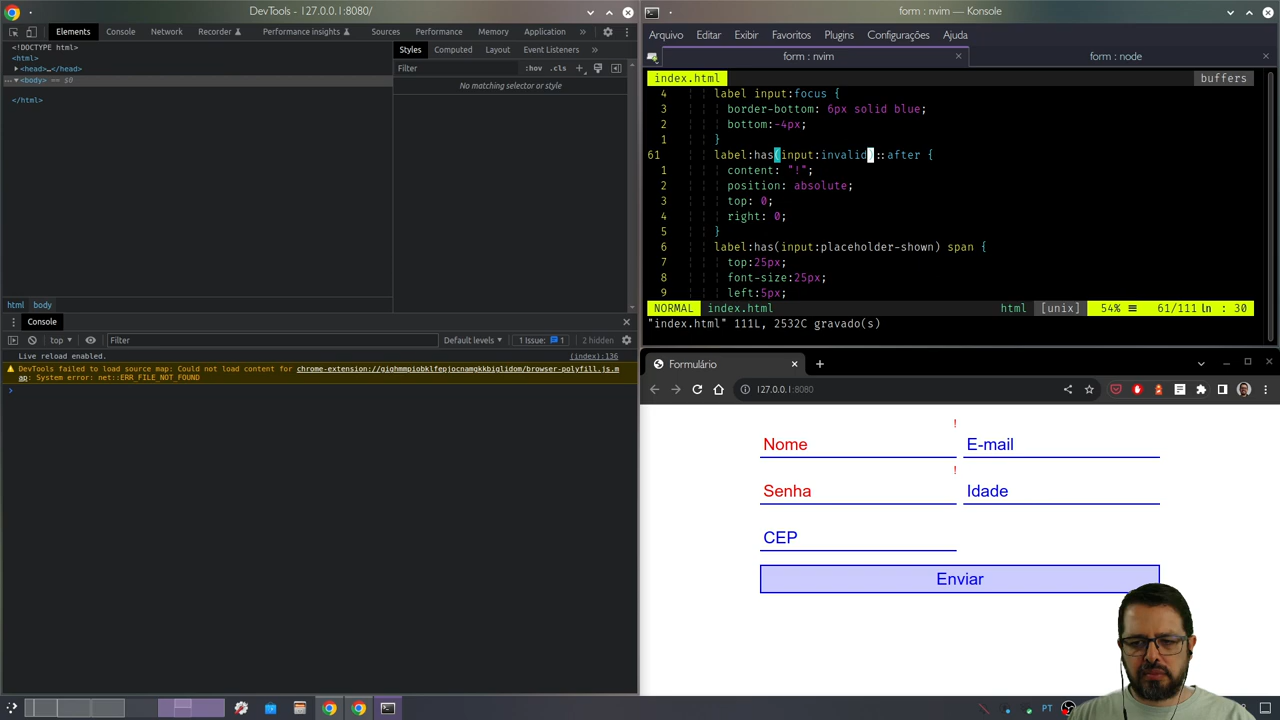 DevTools - 127.0.0.1:8080/
Elements Console Network Recorder Performance insights Sources Performance Memory Application »
<!DOCTYPE html>
<html>
<head>…</head>
<body> == $0
</html>
html body
Styles Computed Layout Event Listeners »
Filter :hov .cls
No matching selector or style
Console
top Filter Default levels 1 Issue: 1 2 hidden
Live reload enabled. (index):136
DevTools failed to load source map: Could not load content for chrome-extension://gighmmpiobklfepjocnamgkkbiglidom/browser-polyfill.js.m
ap: System error: net::ERR_FILE_NOT_FOUND
form : nvim — Konsole
Arquivo Editar Exibir Favoritos Plugins Configurações Ajuda
form : nvim form : node
index.html buffers
4 label input:focus {
3 border-bottom: 6px solid blue;
2 bottom:-4px;
1 }
61 label:has(input:invalid)::after {
1 content: "!";
2 position: absolute;
3 top: 0;
4 right: 0;
5 }
6 label:has(input:placeholder-shown) span {
7 top:25px;
8 font-size:25px;
9 left:5px;
NORMAL index.html html [unix] 54% 61/111 ln : 30
"index.html" 111L, 2532C gravado(s)
Formulário
127.0.0.1:8080
!
Nome E-mail
!
Senha Idade
CEP
Enviar
PT